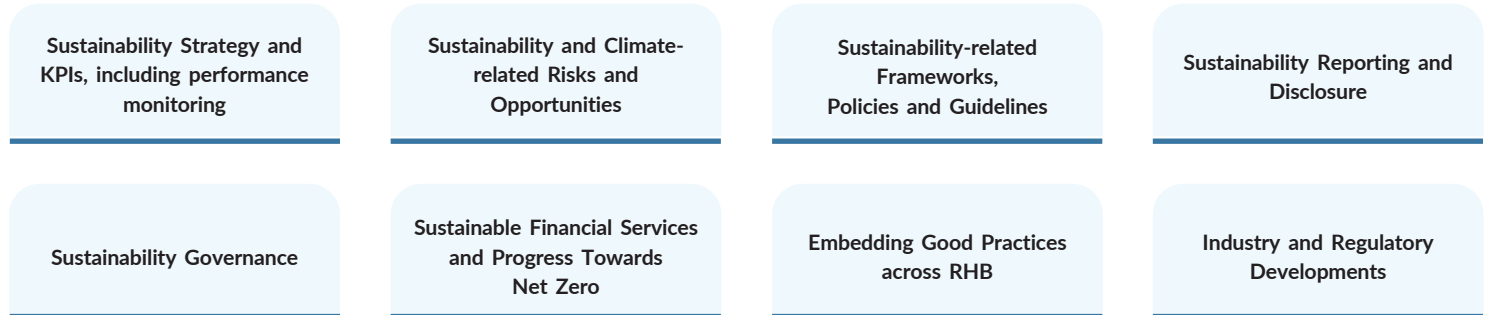 Sustainability Strategy and
KPIs, including performance
monitoring
Sustainability and Climate-
related Risks and
Opportunities
Sustainability-related
Frameworks,
Policies and Guidelines
Sustainability Reporting and
Disclosure
Sustainability Governance
Sustainable Financial Services
and Progress Towards
Net Zero
Embedding Good Practices
across RHB
Industry and Regulatory
Developments